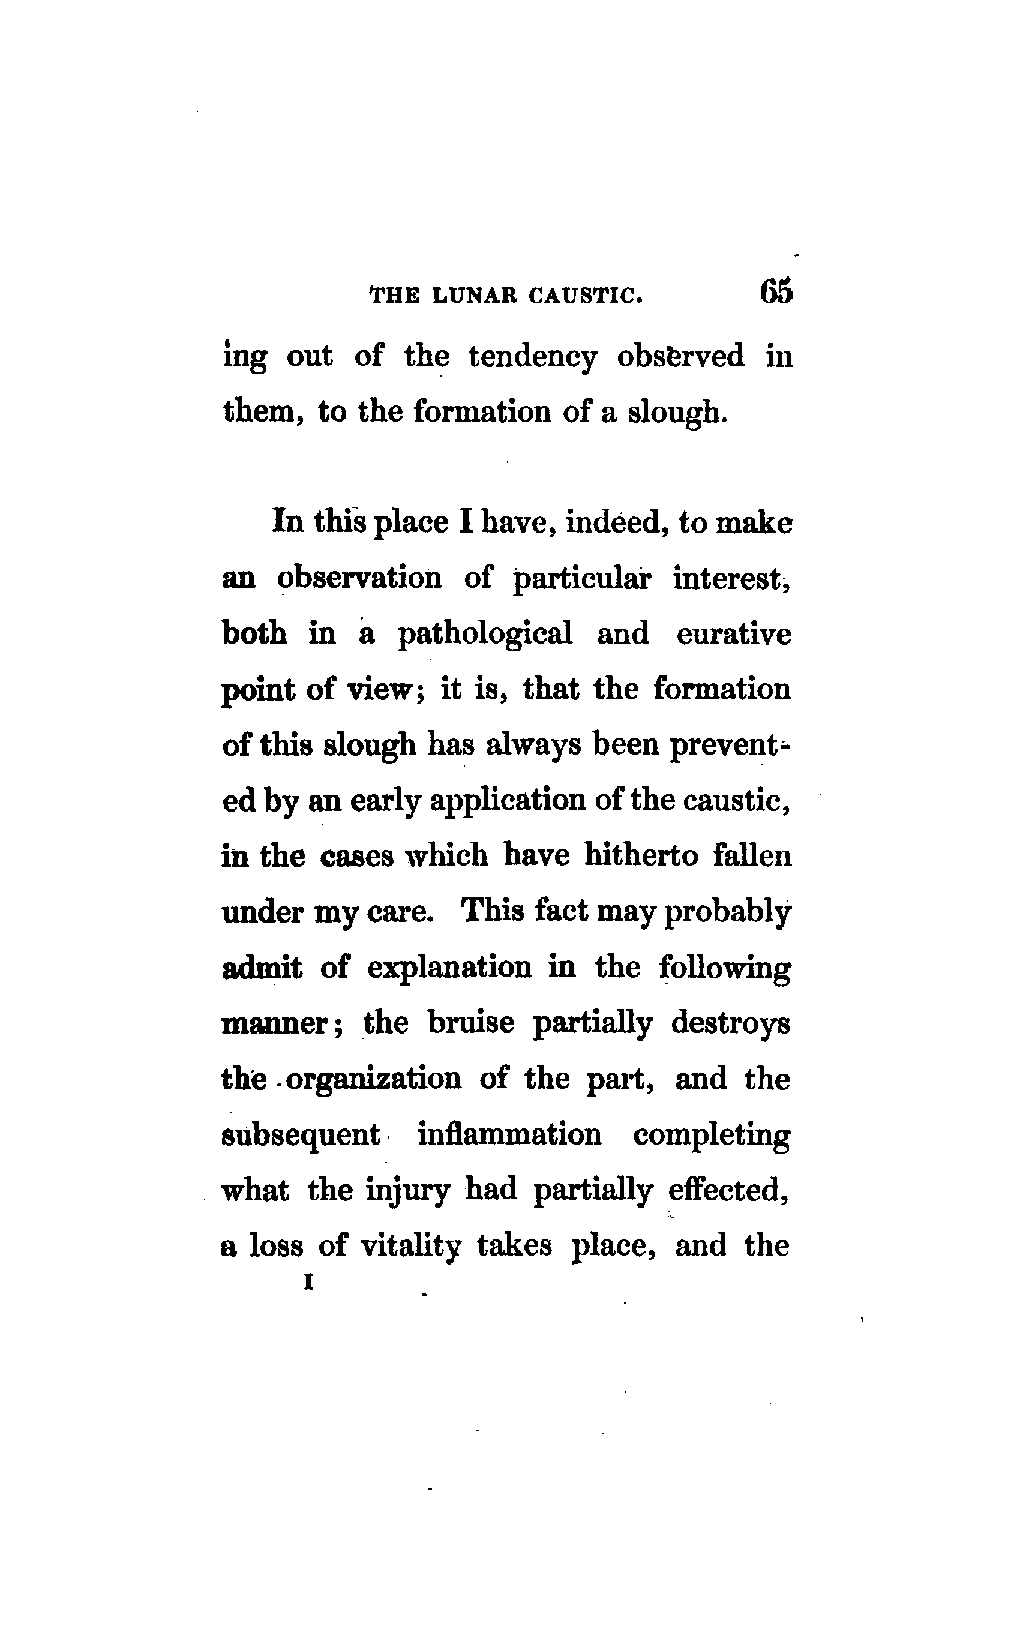 THE LUNAR CAUSTIC. 65
ing out of the tendency observed in
them, to the formation of a slough.
In this place I have, indeed, to make
an observation of particular interest,
both in a pathological and eurative
point of view; it is, that the formation
of this slough has always been prevent-
ed by an early application of the caustic,
in the cases which have hitherto fallen
under my care. This fact may probably
admit of explanation in the following
manner; the bruise partially destroys
the organization of the part, and the
subsequent inflammation completing
what the injury had partially effected,
a loss of vitality takes place, and the
I